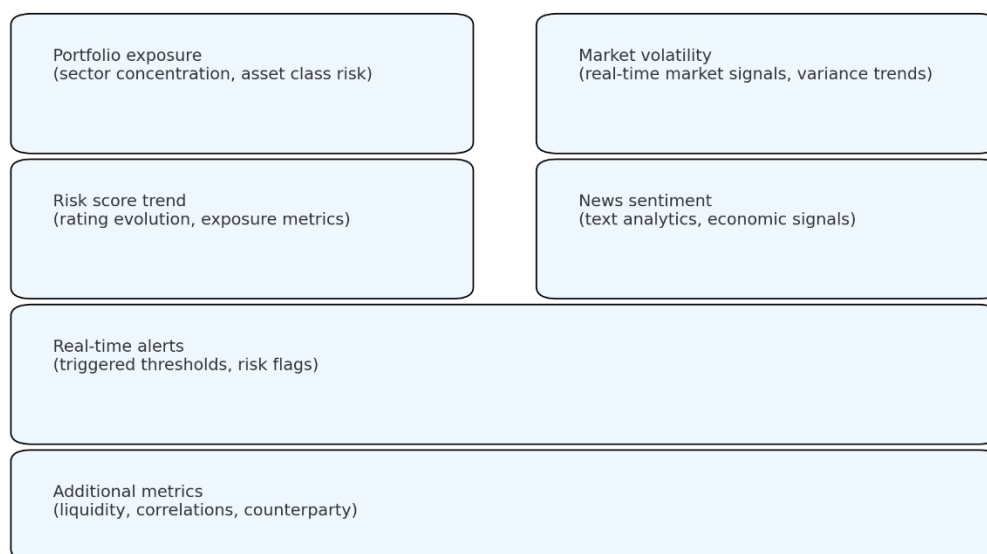 Portfolio exposure
(sector concentration, asset class risk)
Market volatility
(real-time market signals, variance trends)
Risk score trend
(rating evolution, exposure metrics)
News sentiment
(text analytics, economic signals)
Real-time alerts
(triggered thresholds, risk flags)
Additional metrics
(liquidity, correlations, counterparty)